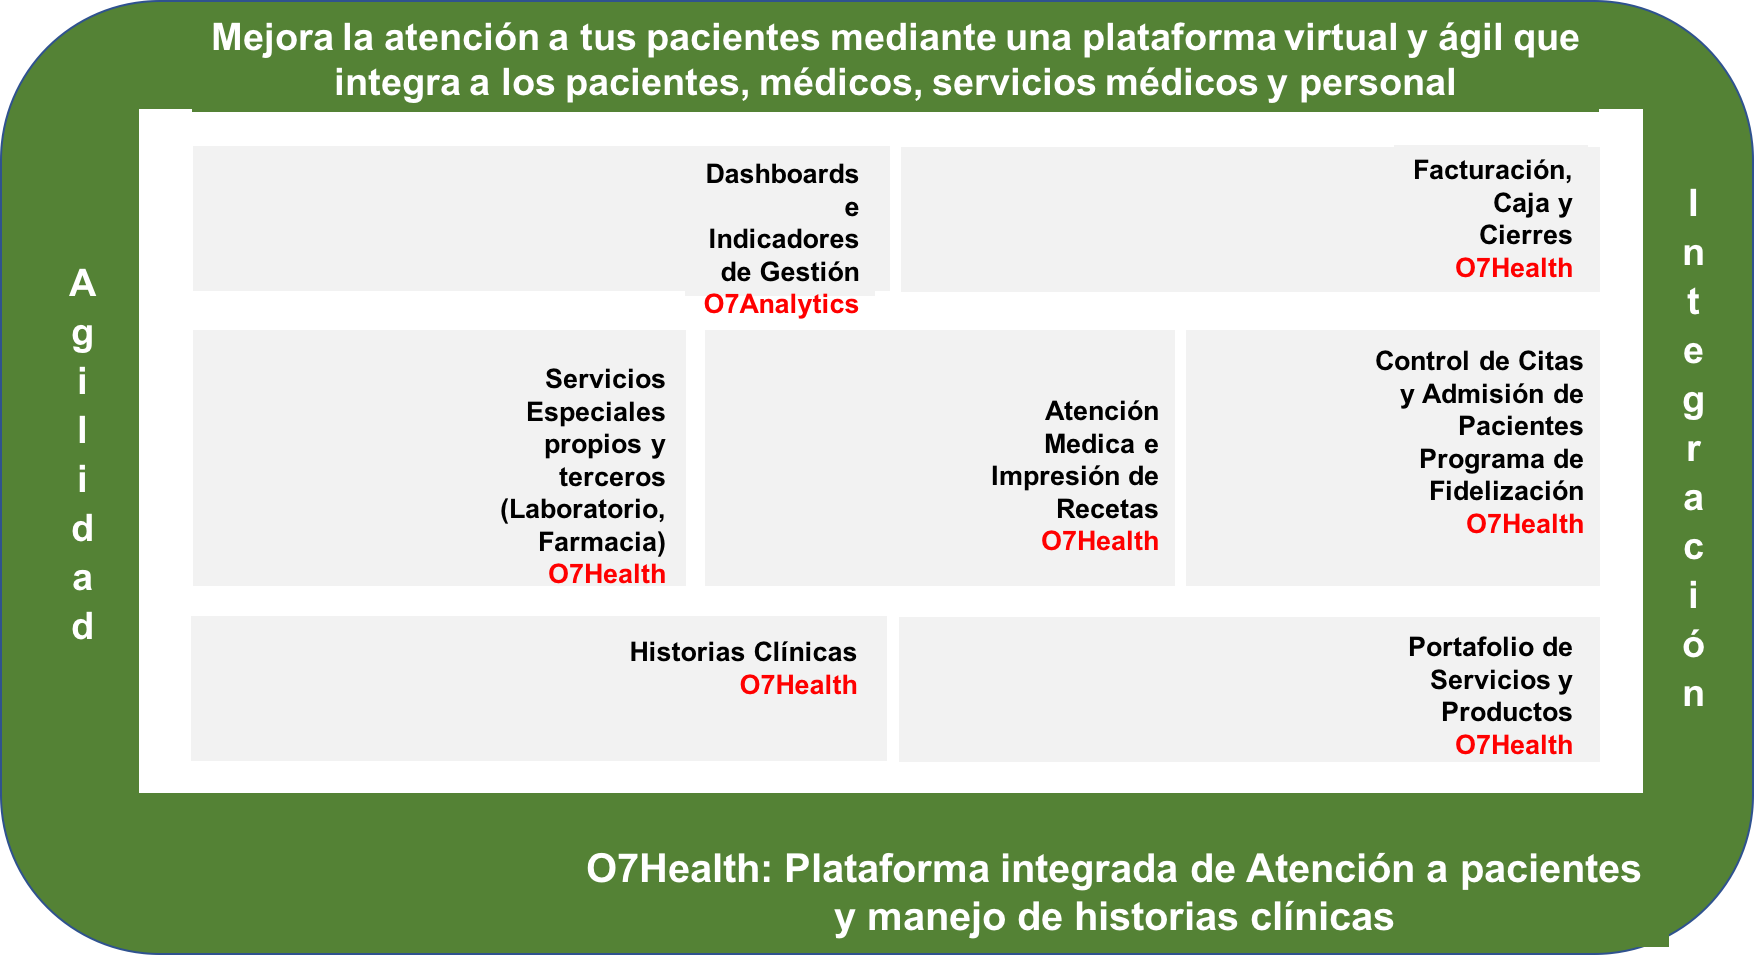 Mejora la atención a tus pacientes mediante una plataforma virtual y ágil que
integra a los pacientes, médicos, servicios médicos y personal
Agilidad
Dashboards
e
Indicadores
de Gestión
O7Analytics
Facturación,
Caja y
Cierres
O7Health
Servicios
Especiales
propios y
terceros
(Laboratorio,
Farmacia)
O7Health
Atención
Medica e
Impresión de
Recetas
O7Health
Control de Citas
y Admisión de
Pacientes
Programa de
Fidelización
O7Health
Historias Clínicas
O7Health
Portafolio de
Servicios y
Productos
O7Health
Integración
O7Health: Plataforma integrada de Atención a pacientes
y manejo de historias clínicas